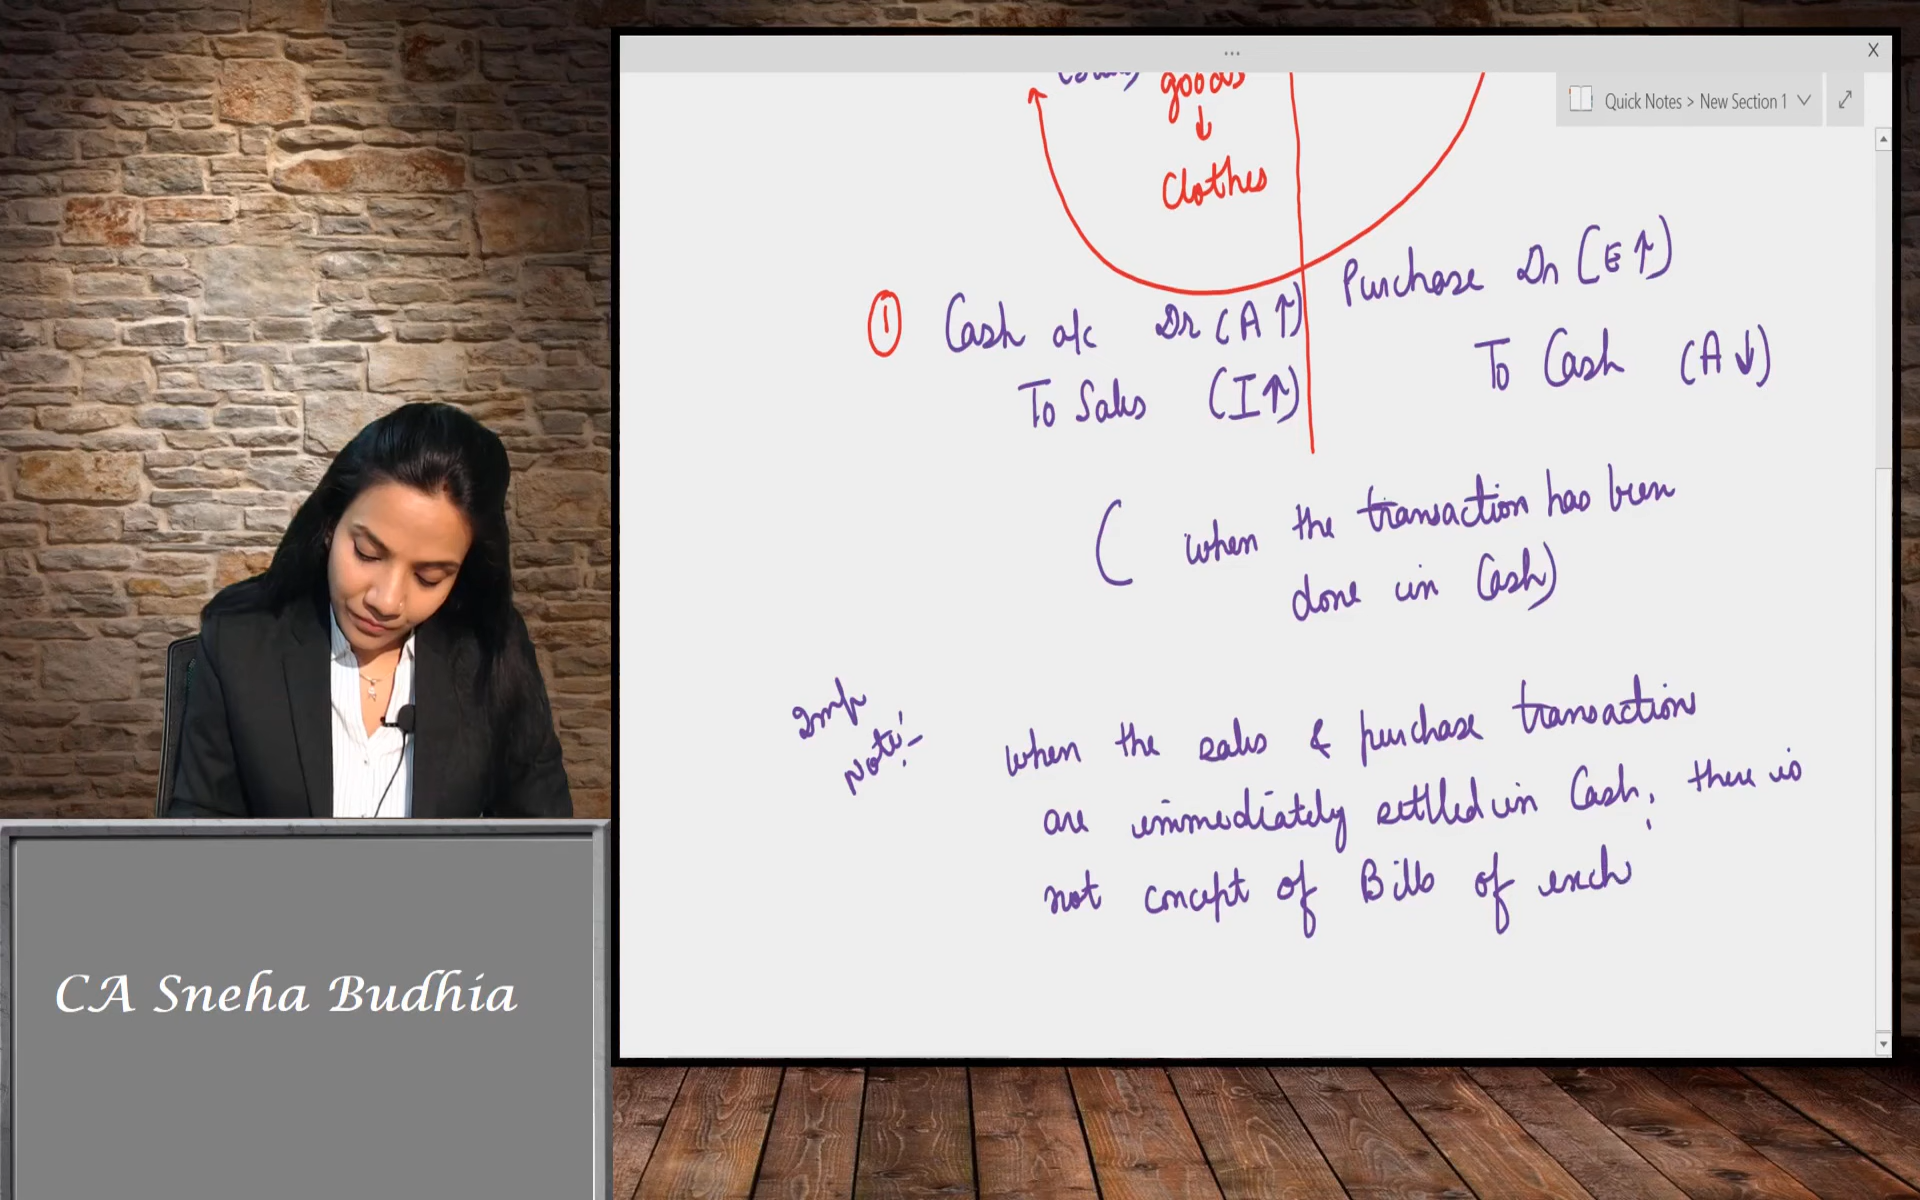 Quick Notes > New Section 1
goods
↓
Clothes
① Cash a/c Dr (A↑)
To Sales (I↑)
Purchase Dr (E↑)
To Cash (A↓)
( when the transaction has been
done in Cash)
Imp
Note:-
when the sales & purchase transactions
are immediately settled in Cash, there is
not concept of Bills of exch
CA Sneha Budhia